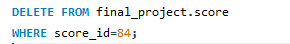 DELETE FROM final_project.score
WHERE score_id=84;